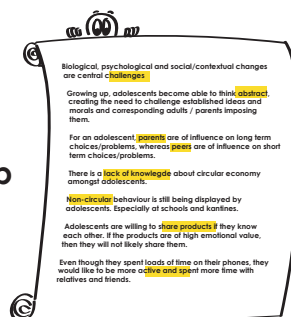 Biological, psychological and social/contextual changes
are central challenges
Growing up, adolescents become able to think abstract,
creating the need to challenge established ideas and
morals and corresponding adults / parents imposing
them.
For an adolescent, parents are of influence on long term
choices/problems, whereas peers are of influence on short
term choices/problems.
There is a lack of knowlegde about circular economy
amongst adolescents.
Non-circular behaviour is still being displayed by
adolescents. Especially at schools and kantines.
Adolescents are willing to share products if they know
each other. If the products are of high emotional value,
then they will not likely share them.
Even though they spent loads of time on their phones, they
would like to be more active and spent more time with
relatives and friends.